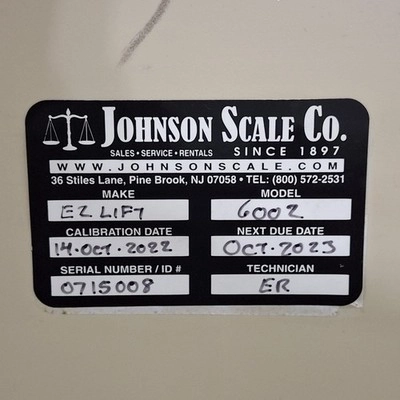 JOHNSON SCALE CO.
SALES • SERVICE • RENTALS SINCE 1897
WWW.JOHNSONSCALE.COM
36 Stiles Lane, Pine Brook, NJ 07058 • TEL: (800) 572-2531
MAKE MODEL
EZ LIFT 6002
CALIBRATION DATE NEXT DUE DATE
14.OCT.2022 OCT.2023
SERIAL NUMBER / ID # TECHNICIAN
0715008 ER